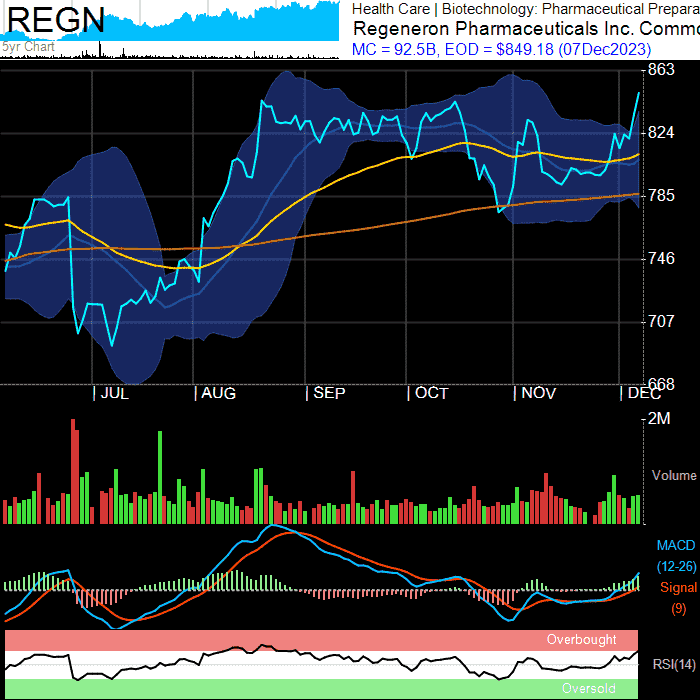 REGN
5yr Chart
Health Care | Biotechnology: Pharmaceutical Prepara
Regeneron Pharmaceuticals Inc. Commo
MC = 92.5B, EOD = $849.18 (07Dec2023)
863
824
785
746
707
668
JUL AUG SEP OCT NOV DEC
2M
Volume
MACD
(12-26)
Signal
(9)
Overbought
RSI(14)
Oversold